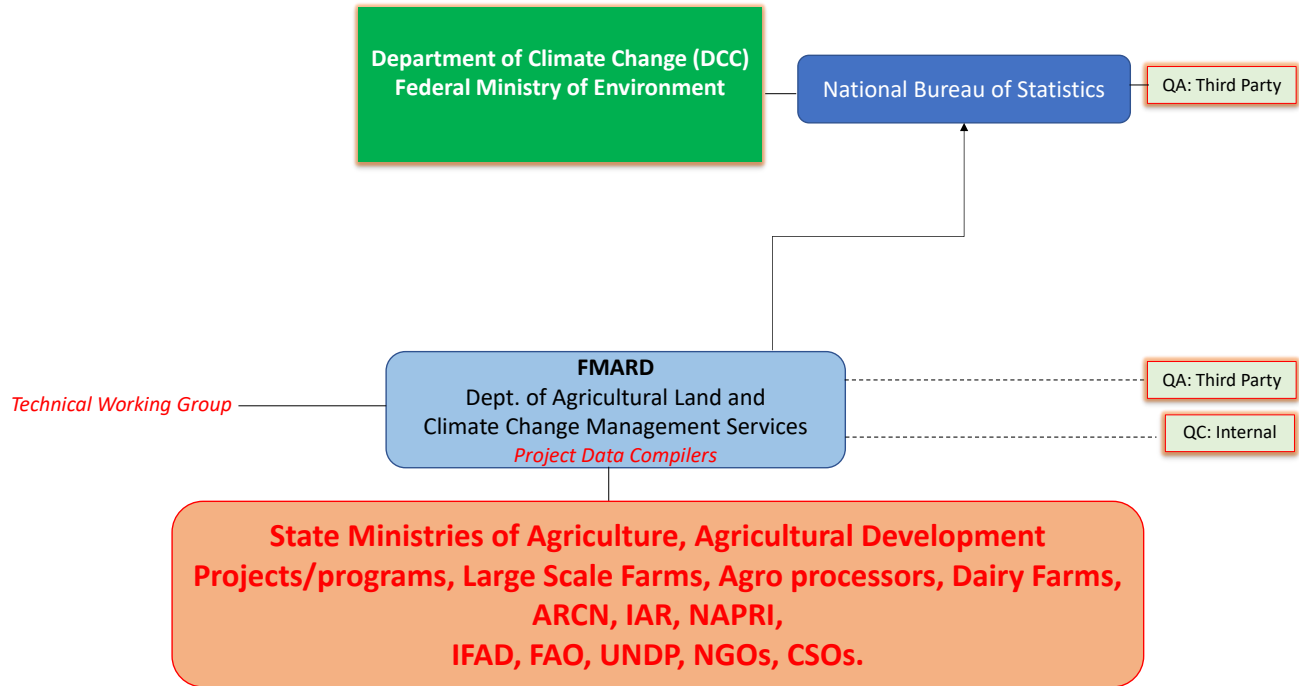 Department of Climate Change (DCC)
Federal Ministry of Environment
National Bureau of Statistics
QA: Third Party
FMARD
Dept. of Agricultural Land and
Climate Change Management Services
Project Data Compilers
Technical Working Group
QA: Third Party
QC: Internal
State Ministries of Agriculture, Agricultural Development
Projects/programs, Large Scale Farms, Agro processors, Dairy Farms,
ARCN, IAR, NAPRI,
IFAD, FAO, UNDP, NGOs, CSOs.